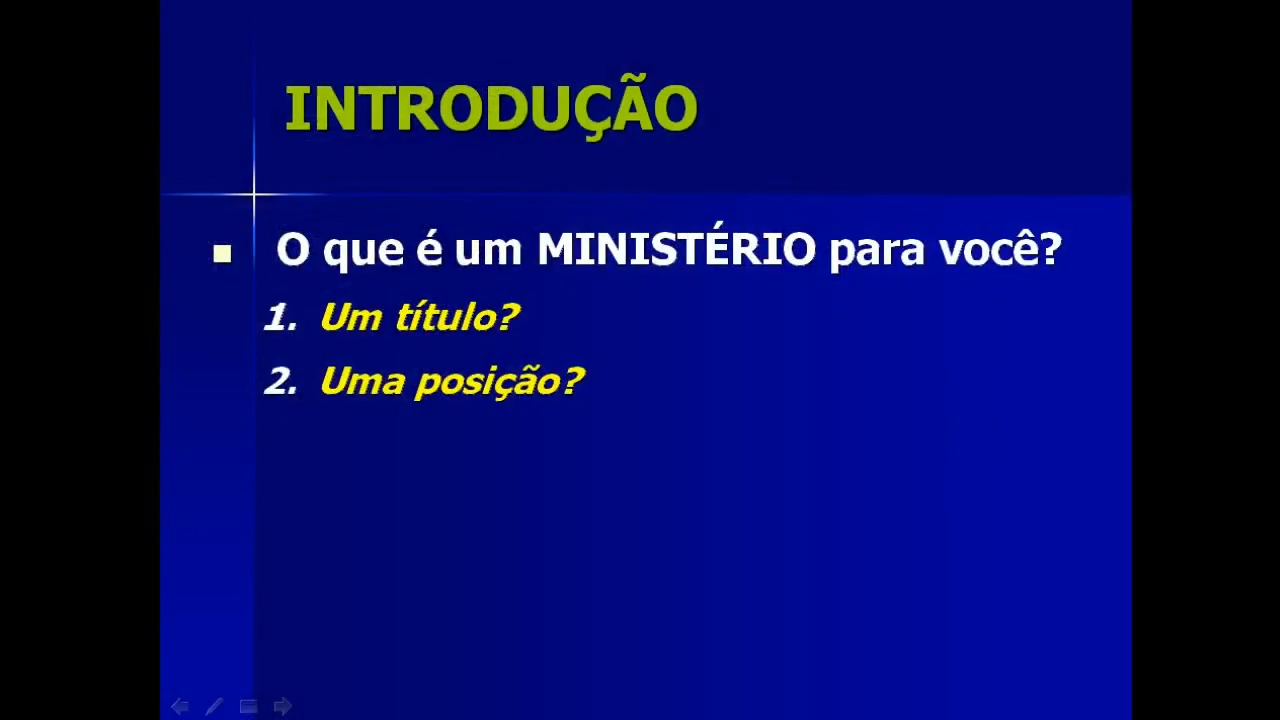 INTRODUÇÃO
O que é um MINISTÉRIO para você?
1. Um título?
2. Uma posição?